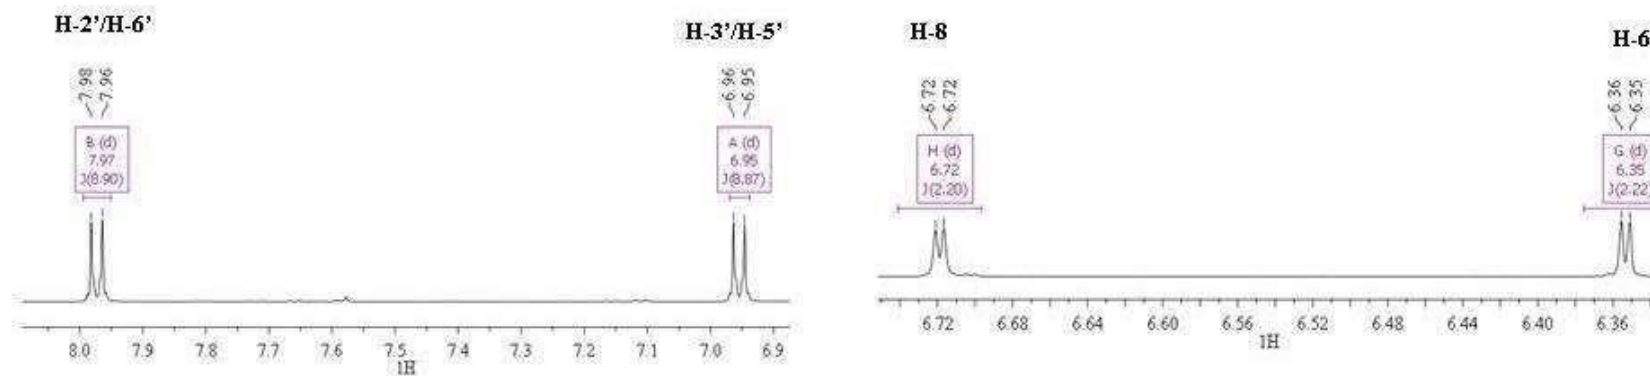 H-2'/H-6'
H-3'/H-5'
7.98
7.96
6.96
6.95
B (d)
7.97
J(8.90)
A (d)
6.95
J(8.87)
8.0 7.9 7.8 7.7 7.6 7.5 7.4 7.3 7.2 7.1 7.0 6.9
1H
H-8
H-6
6.72
6.72
6.36
6.35
H (d)
6.72
J(2.20)
G (d)
6.35
J(2.22)
6.72 6.68 6.64 6.60 6.56 6.52 6.48 6.44 6.40 6.36
1H